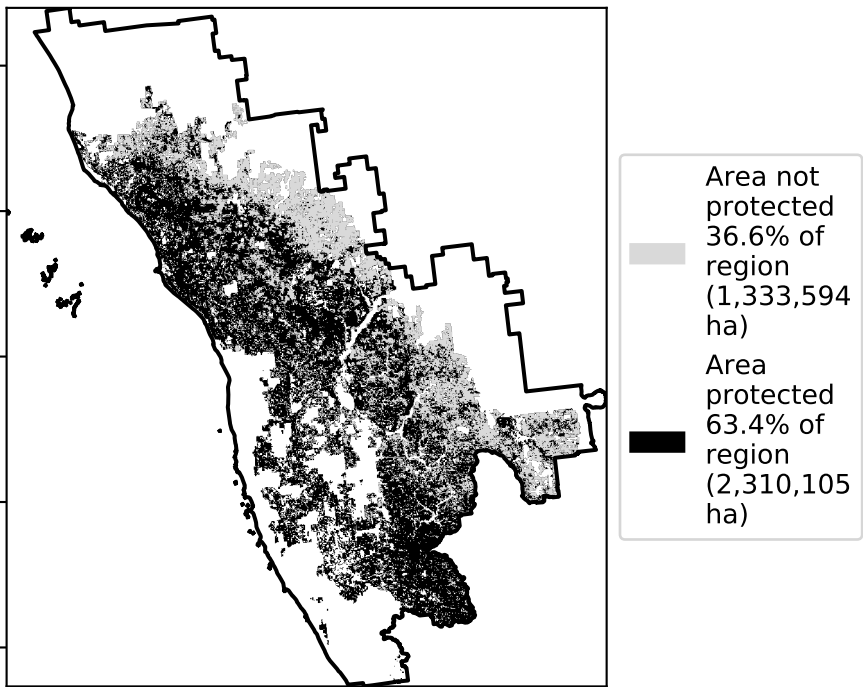 Area not
protected
36.6% of
region
(1,333,594
ha)
Area
protected
63.4% of
region
(2,310,105
ha)